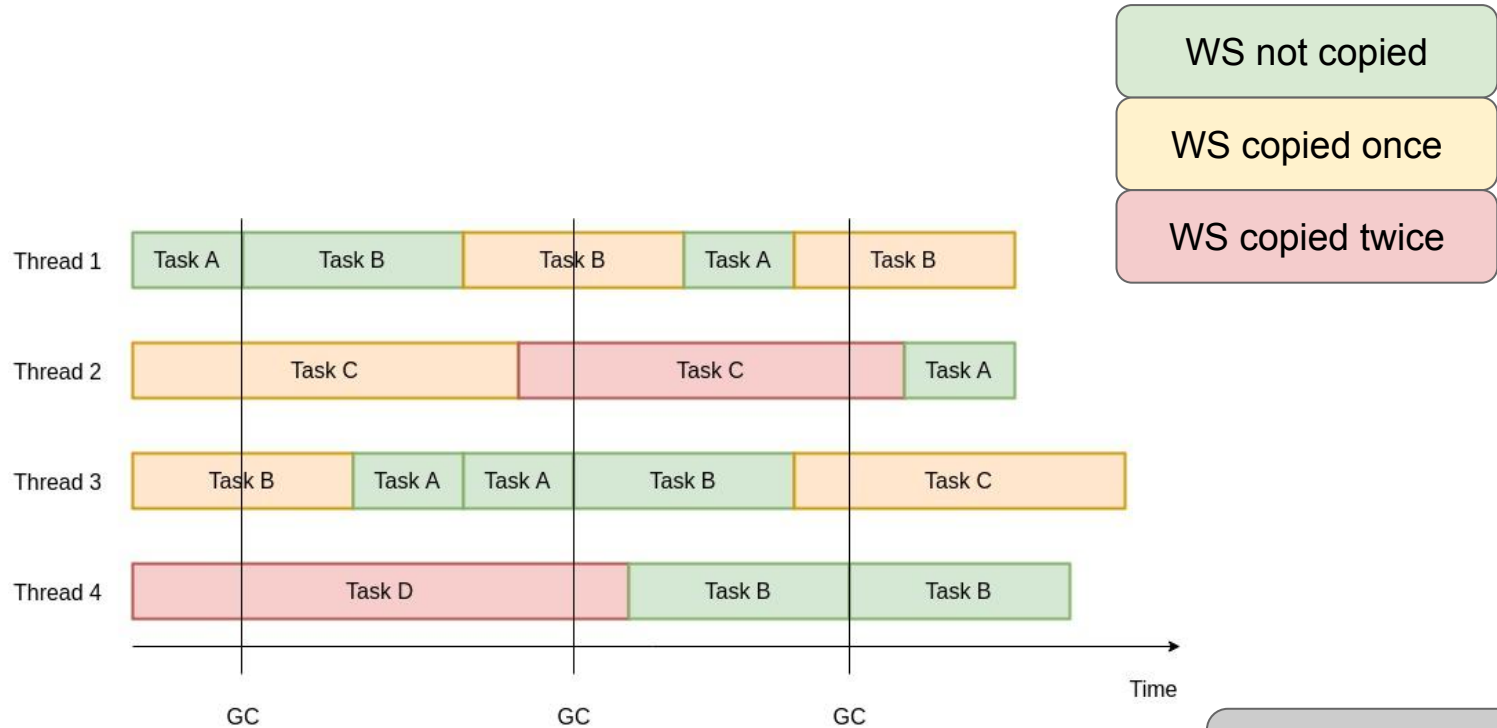 WS not copied
WS copied once
WS copied twice
Thread 1 Task A Task B Task B Task A Task B
Thread 2 Task C Task C Task A
Thread 3 Task B Task A Task A Task B Task C
Thread 4 Task D Task B Task B
Time
GC GC GC